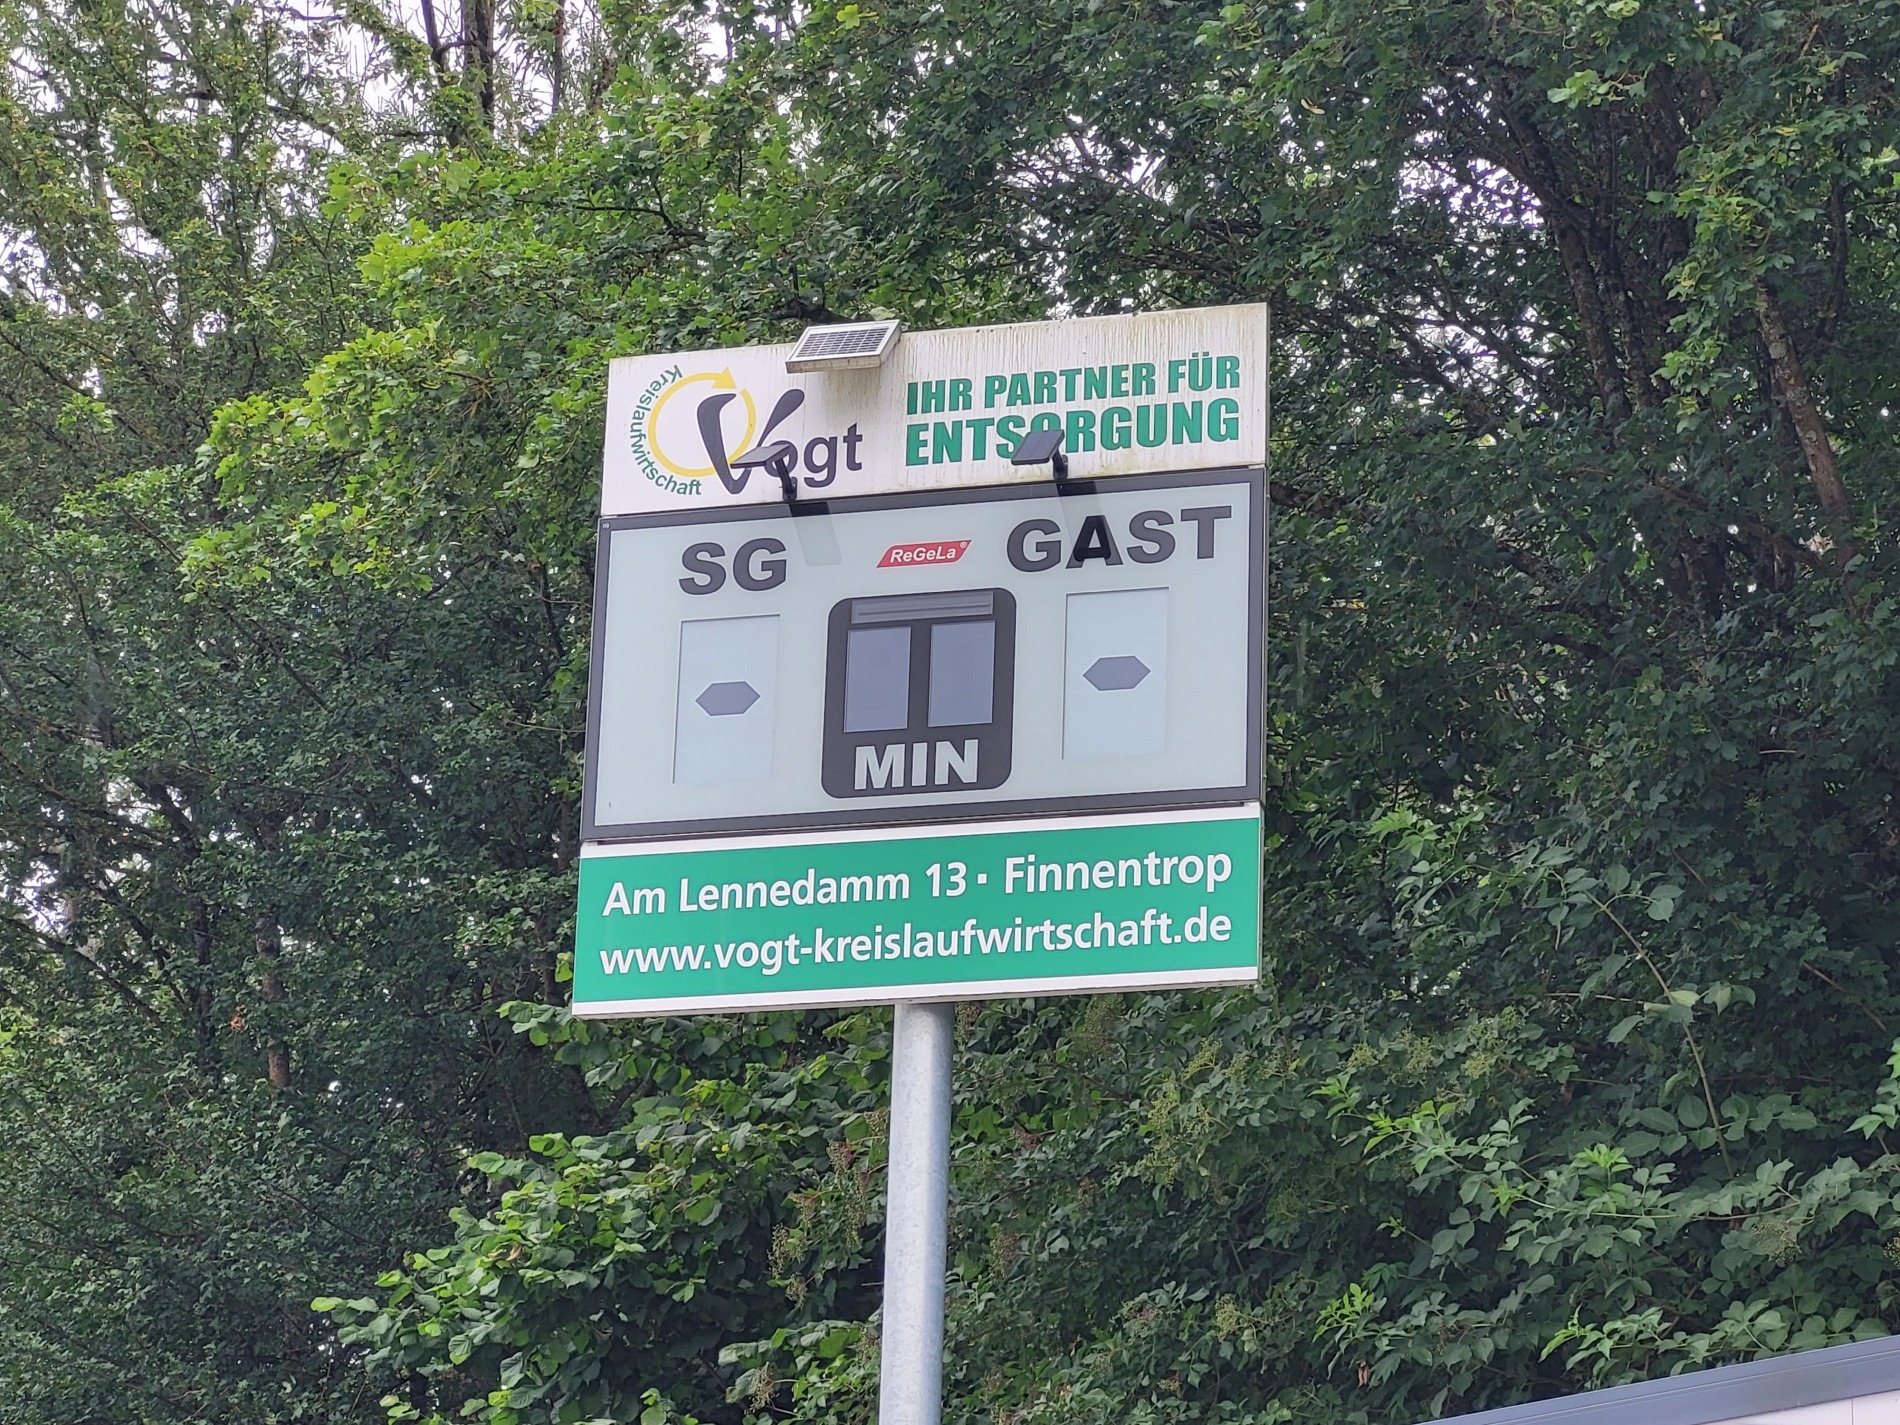 Kreislaufwirtschaft
Vogt
IHR PARTNER FÜR
ENTSORGUNG
SG
ReGeLa®
GAST
MIN
Am Lennedamm 13 ▪ Finnentrop
www.vogt-kreislaufwirtschaft.de